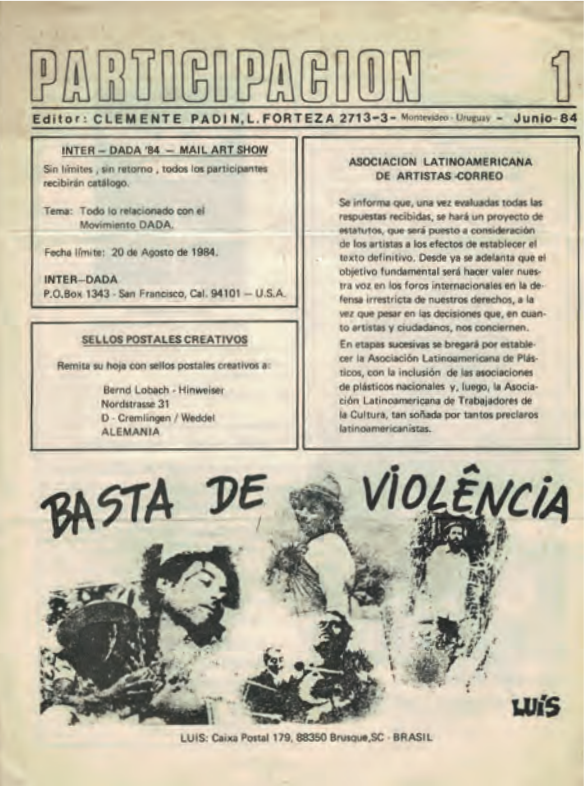 PARTICIPACION 1
Editor: CLEMENTE PADIN, L. FORTEZA 2713-3- Montevideo - Uruguay - Junio-84
INTER - DADA '84 - MAIL ART SHOW
Sin límites , sin retorno , todos los participantes
recibirán catálogo.
Tema: Todo lo relacionado con el
Movimiento DADA.
Fecha límite: 20 de Agosto de 1984.
INTER-DADA
P.O.Box 1343 - San Francisco, Cal. 94101 - U.S.A.
SELLOS POSTALES CREATIVOS
Remita su hoja con sellos postales creativos a:
Bernd Lobach - Hinweiser
Nordstrasse 31
D - Cremlingen / Weddel
ALEMANIA
ASOCIACION LATINOAMERICANA
DE ARTISTAS-CORREO
Se informa que, una vez evaluadas todas las
respuestas recibidas, se hará un proyecto de
estatutos, que será puesto a consideración
de los artistas a los efectos de establecer el
texto definitivo. Desde ya se adelanta que el
objetivo fundamental será hacer valer nues-
tra voz en los foros internacionales en la de-
fensa irrestricta de nuestros derechos, a la
vez que pesar en las decisiones que, en cuan-
to artistas y ciudadanos, nos conciernen.
En etapas sucesivas se bregará por estable-
cer la Asociación Latinoamericana de Plás-
ticos, con la inclusión de las asociaciones
de plásticos nacionales y, luego, la Asocia-
ción Latinoamericana de Trabajadores de
la Cultura, tan soñada por tantos preclaros
latinoamericanistas.
BASTA DE VIOLÊNCIA
LUÍS
LUIS: Caixa Postal 179, 88350 Brusque,SC - BRASIL